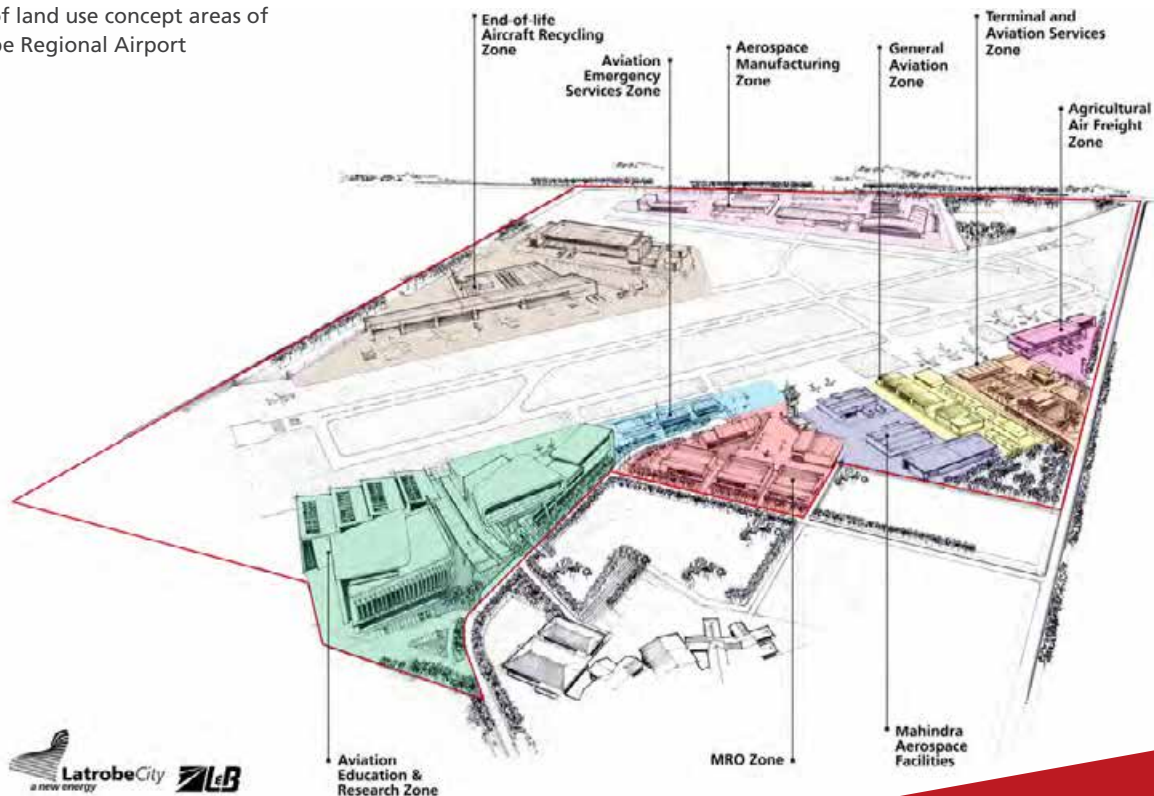 of land use concept areas of
be Regional Airport
End-of-life
Aircraft Recycling
Zone
Aviation
Emergency
Services Zone
Aerospace
Manufacturing
Zone
General
Aviation
Zone
Terminal and
Aviation Services
Zone
Agricultural
Air Freight
Zone
Aviation
Education &
Research Zone
MRO Zone
Mahindra
Aerospace
Facilities
LatrobeCity
a new energy
L&B